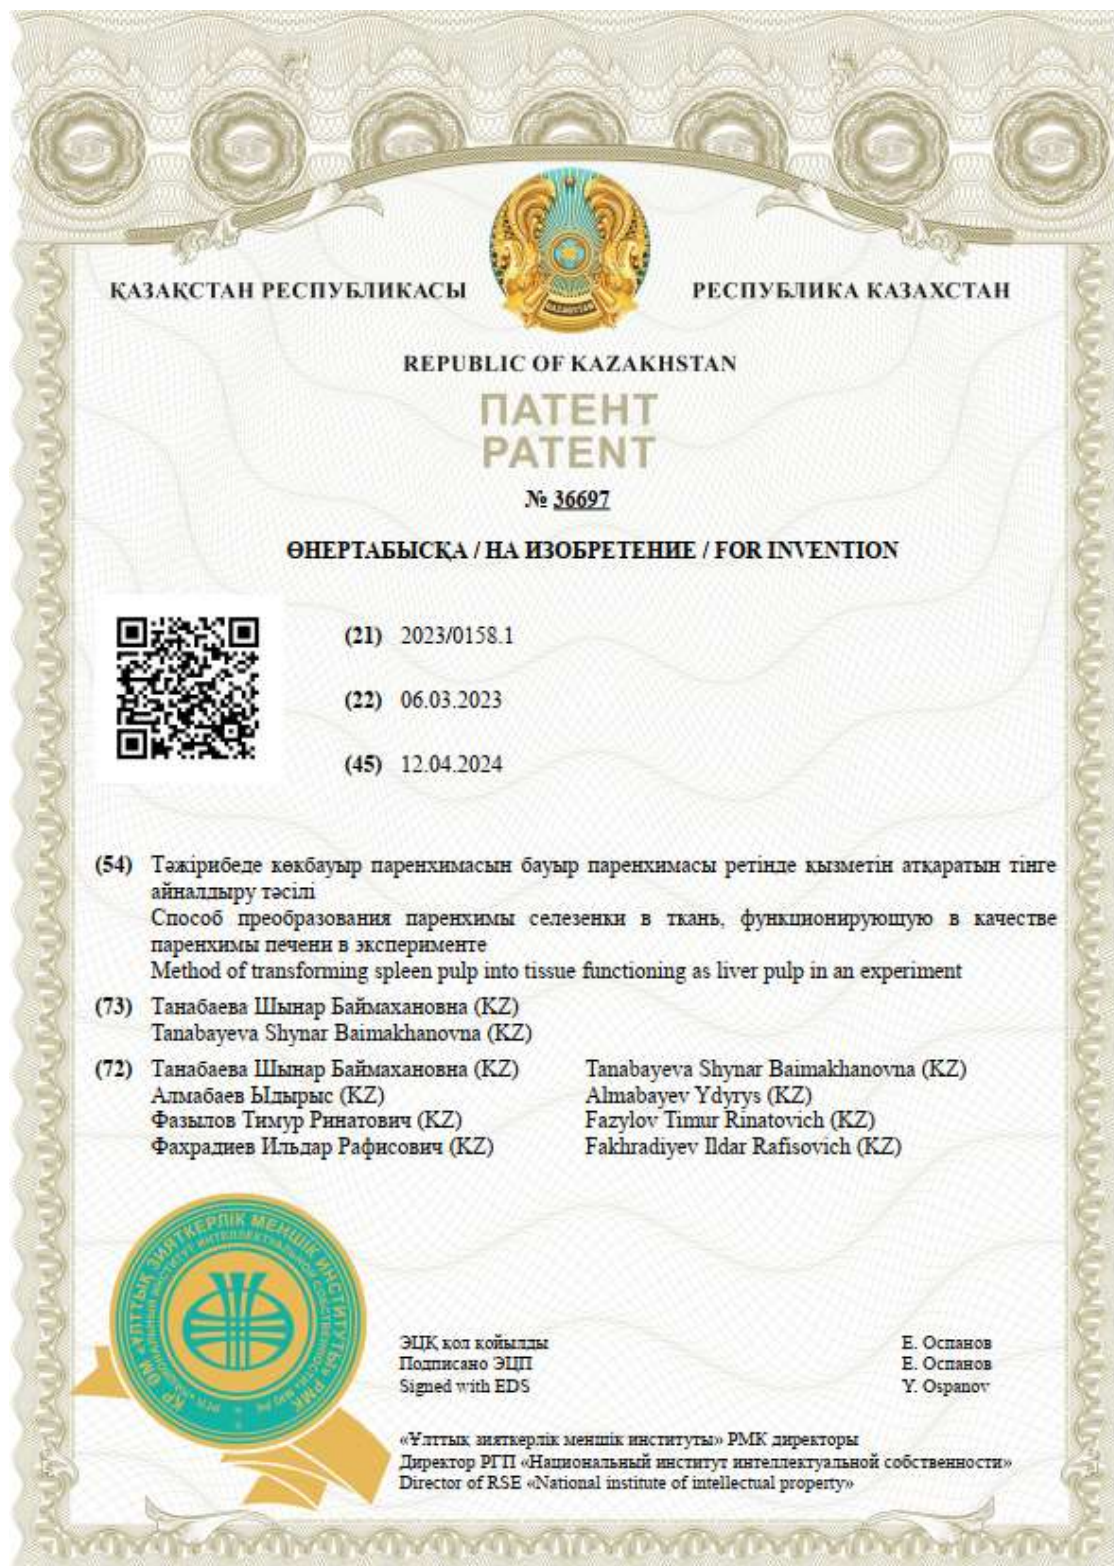 ҚАЗАҚСТАН РЕСПУБЛИКАСЫ
РЕСПУБЛИКА КАЗАХСТАН
REPUBLIC OF KAZAKHSTAN
ПАТЕНТ
PATENT
№ 36697
ӨНЕРТАБЫСҚА / НА ИЗОБРЕТЕНИЕ / FOR INVENTION
(21) 2023/0158.1
(22) 06.03.2023
(45) 12.04.2024
(54) Тәжірибеде көкбауыр паренхимасын бауыр паренхимасы ретінде қызметін атқаратын тінге
айналдыру тәсілі
Способ преобразования паренхимы селезенки в ткань, функционирующую в качестве
паренхимы печени в эксперименте
Method of transforming spleen pulp into tissue functioning as liver pulp in an experiment
(73) Танабаева Шынар Баймахановна (KZ)
Tanabayeva Shynar Baimakhanovna (KZ)
(72) Танабаева Шынар Баймахановна (KZ) Tanabayeva Shynar Baimakhanovna (KZ)
Алмабаев Ыдырыс (KZ) Almabayev Ydyrys (KZ)
Фазылов Тимур Ринатович (KZ) Fazylov Timur Rinatovich (KZ)
Фахрадиев Ильдар Рафисович (KZ) Fakhradiyev Ildar Rafisovich (KZ)
ҚР ӘМ ҰЛТТЫҚ ЗИЯТКЕРЛІК МЕНШІК ИНСТИТУТЫ РМК
ЭЦҚ қол қойылды Е. Оспанов
Подписано ЭЦП Е. Оспанов
Signed with EDS Y. Ospanov
«Ұлттық зияткерлік меншік институты» РМК директоры
Директор РГП «Национальный институт интеллектуальной собственности»
Director of RSE «National institute of intellectual property»